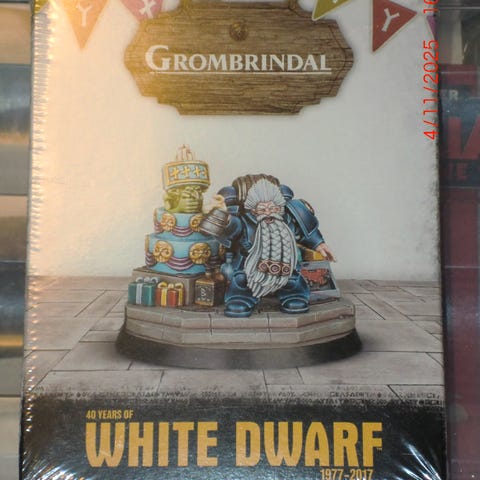 Y
X
Y
GROMBRINDAL
40 YEARS OF
WHITE DWARF
1977-2017
4/11/2025